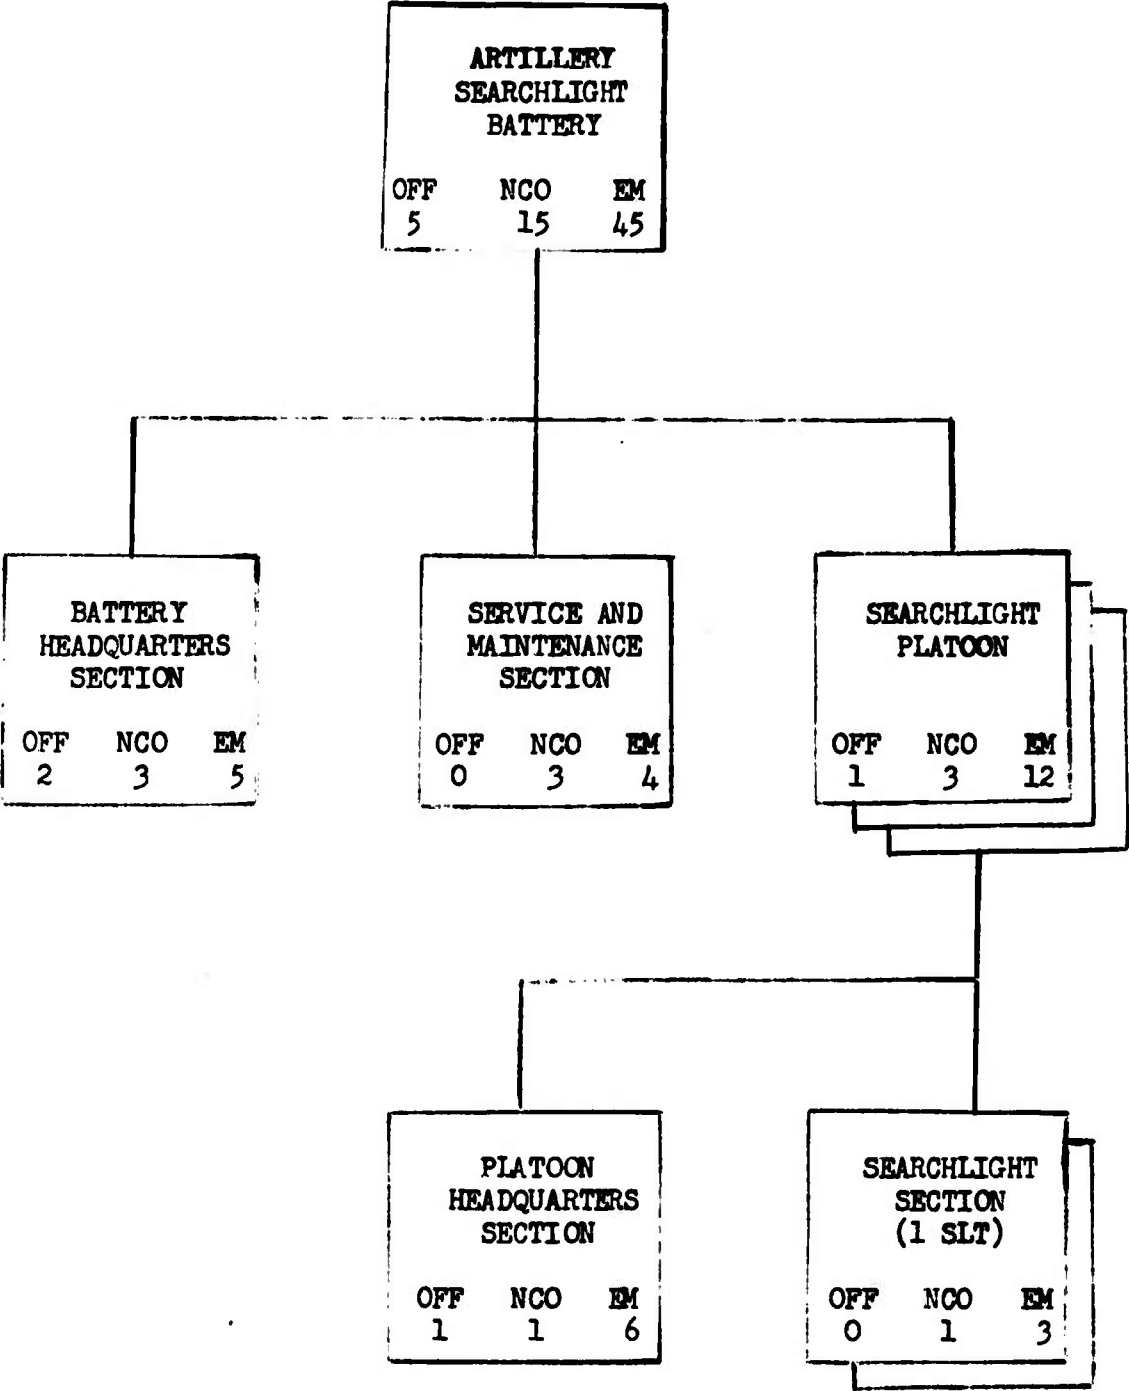 ARTILLERY
SEARCHLIGHT
BATTERY
OFF NCO EM
5 15 45
BATTERY
HEADQUARTERS
SECTION
OFF NCO EM
2 3 5
SERVICE AND
MAINTENANCE
SECTION
OFF NCO EM
0 3 4
SEARCHLIGHT
PLATOON
OFF NCO EM
1 3 12
PLATOON
HEADQUARTERS
SECTION
OFF NCO EM
1 1 6
SEARCHLIGHT
SECTION
(1 SLT)
OFF NCO EM
0 1 3